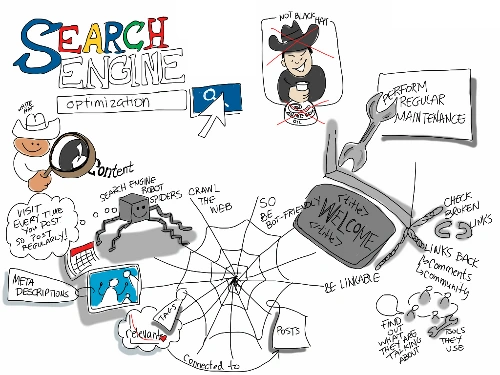 SEARCH
ENGINE
optimization
NOT BLACK HAT
OIL
WHITE
HAT
Content
PERFORM
REGULAR
MAINTENANCE
SEARCH ENGINE
ROBOT
SPIDERS
CRAWL
THE
WEB
SO
BE
BOT-FRIENDLY
<title>
WELCOME
</title>
CHECK
BROKEN
LINKS
VISIT
EVERY TIME
YOU POST
SO POST
REGULARLY!
LINKS BACK
COMMENTS
COMMUNITY
BE LINKABLE
META
DESCRIPTIONS
TAGS
relevant
POSTS
connected to
FIND
OUT
WHAT
THEY ARE
TALKING
ABOUT
TOOLS
THEY
USE